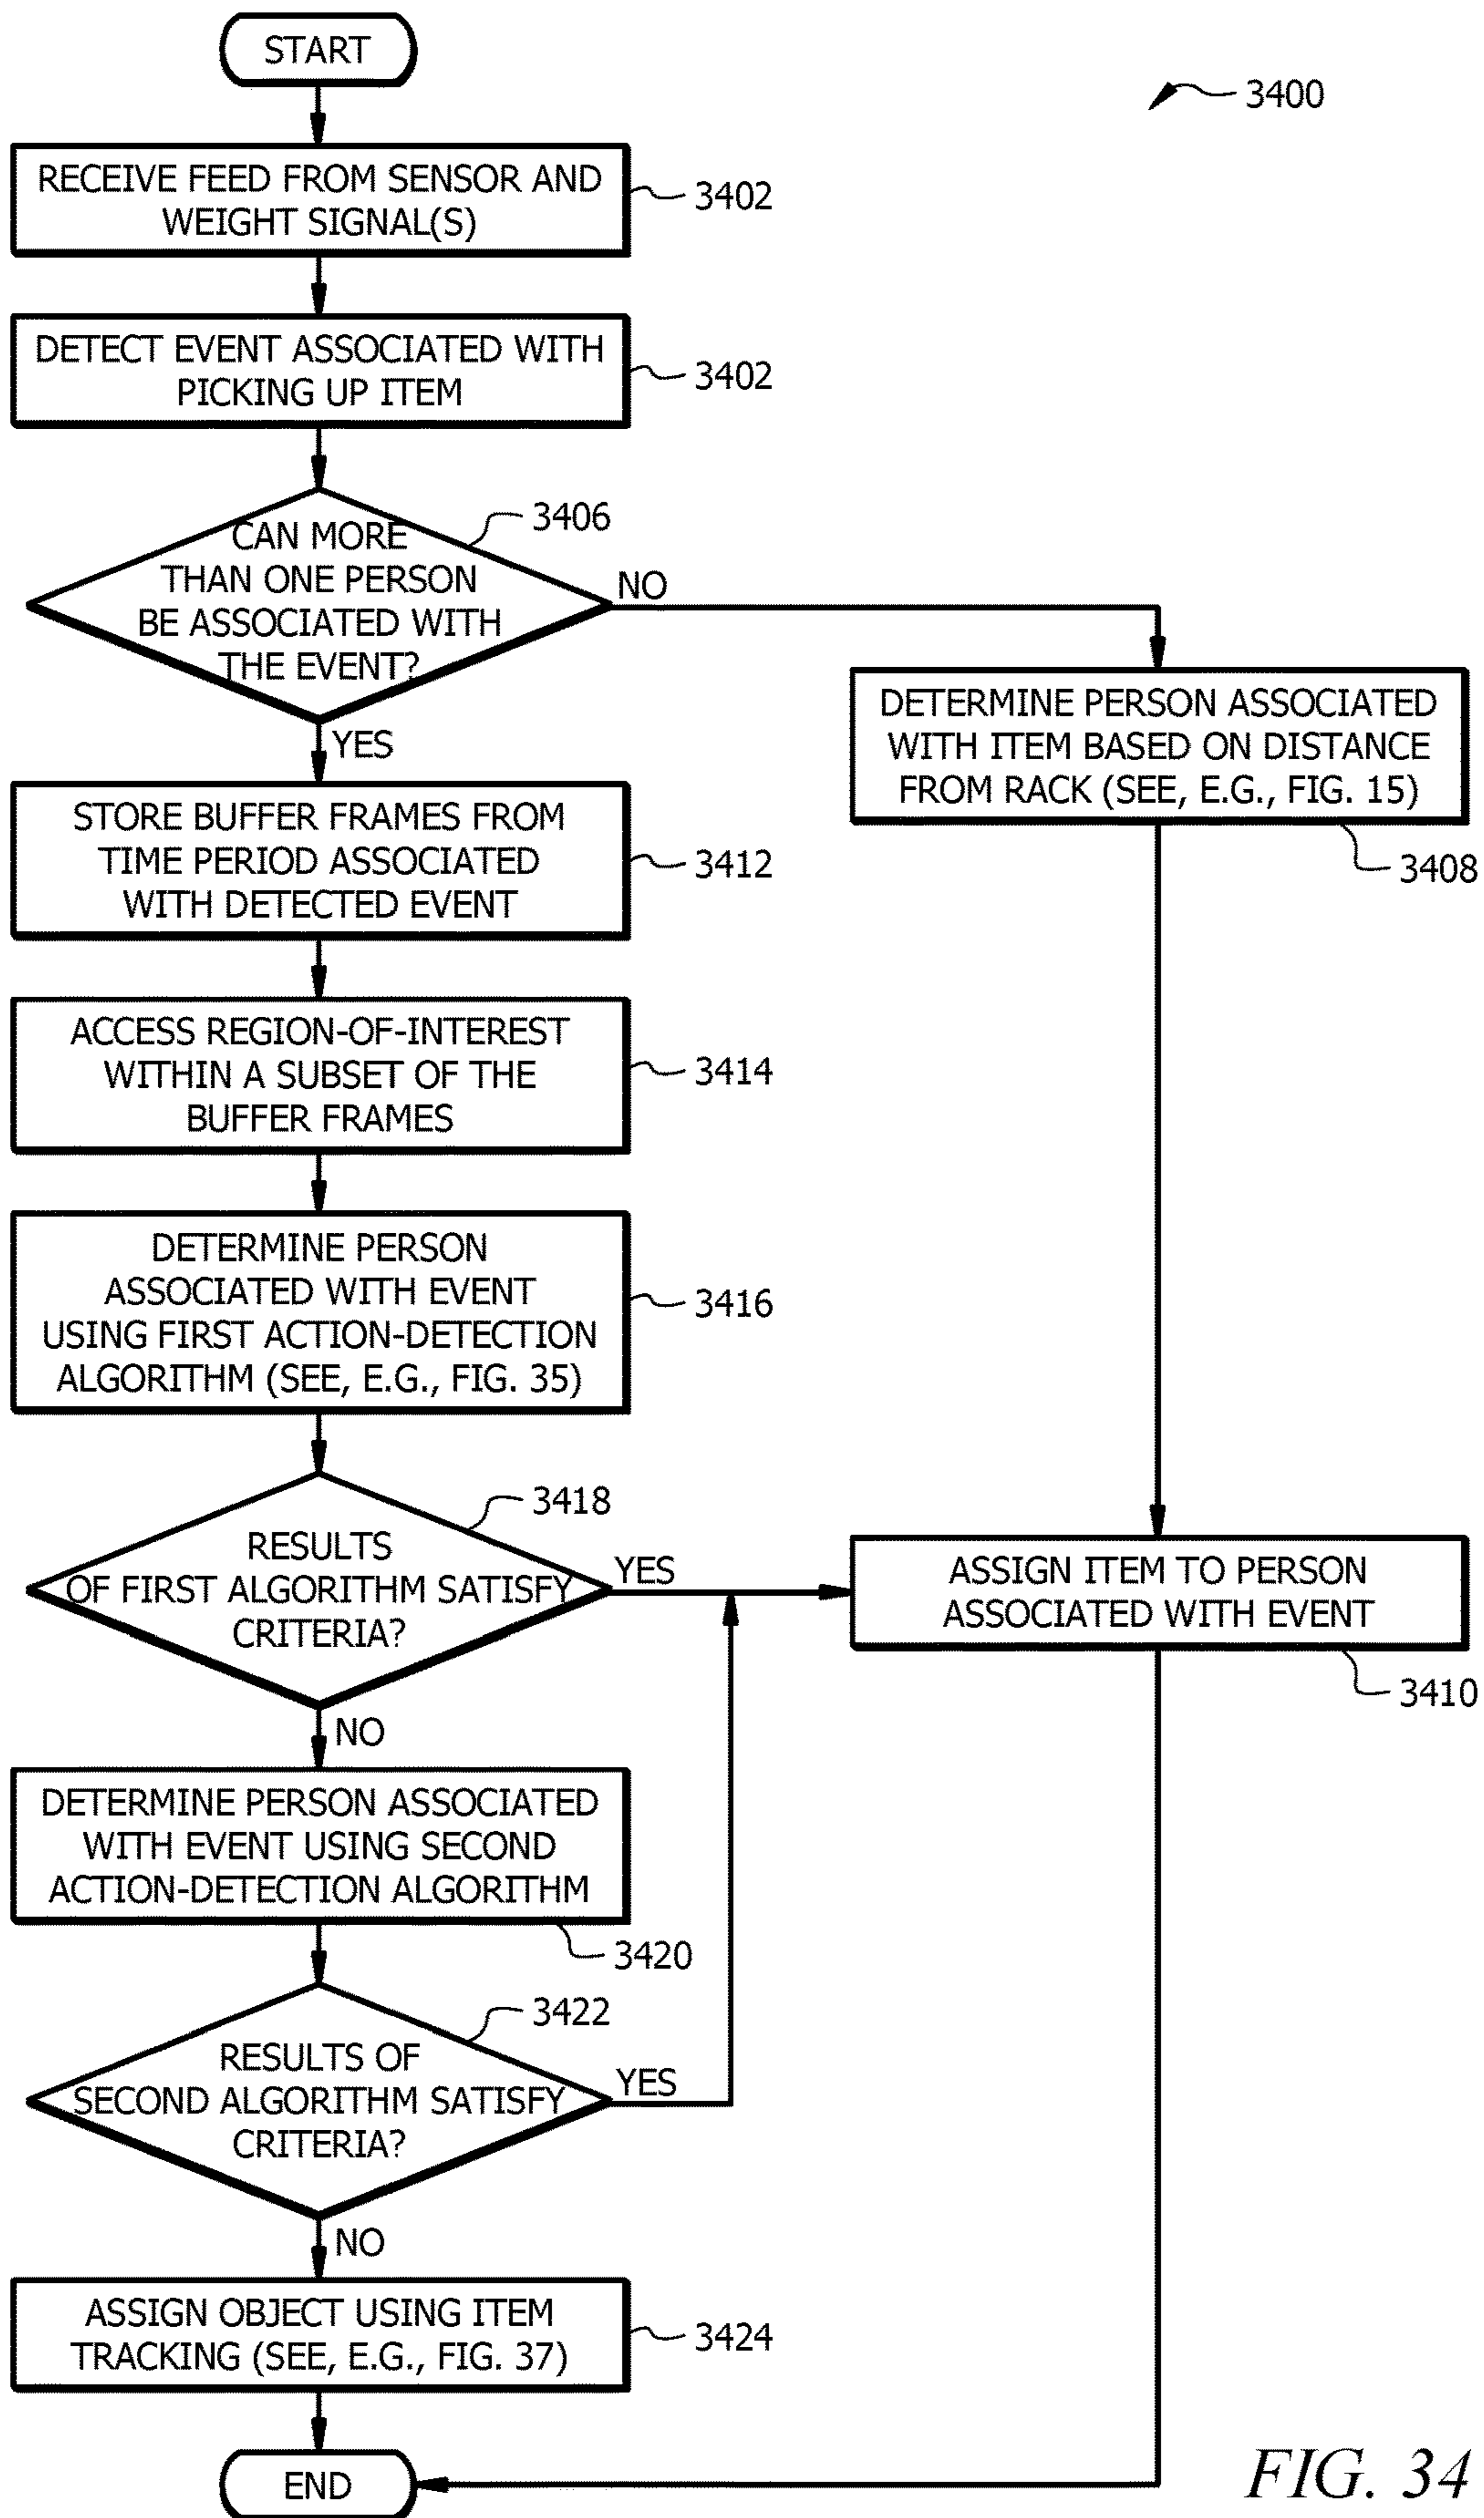 START
3400
RECEIVE FEED FROM SENSOR AND
WEIGHT SIGNAL(S)
3402
DETECT EVENT ASSOCIATED WITH
PICKING UP ITEM
3402
3406
CAN MORE
THAN ONE PERSON
BE ASSOCIATED WITH
THE EVENT?
NO
YES
DETERMINE PERSON ASSOCIATED
WITH ITEM BASED ON DISTANCE
FROM RACK (SEE, E.G., FIG. 15)
3408
STORE BUFFER FRAMES FROM
TIME PERIOD ASSOCIATED
WITH DETECTED EVENT
3412
ACCESS REGION-OF-INTEREST
WITHIN A SUBSET OF THE
BUFFER FRAMES
3414
DETERMINE PERSON
ASSOCIATED WITH EVENT
USING FIRST ACTION-DETECTION
ALGORITHM (SEE, E.G., FIG. 35)
3416
3418
RESULTS
OF FIRST ALGORITHM SATISFY
CRITERIA?
YES
NO
ASSIGN ITEM TO PERSON
ASSOCIATED WITH EVENT
3410
DETERMINE PERSON ASSOCIATED
WITH EVENT USING SECOND
ACTION-DETECTION ALGORITHM
3420
3422
RESULTS OF
SECOND ALGORITHM SATISFY
CRITERIA?
YES
NO
ASSIGN OBJECT USING ITEM
TRACKING (SEE, E.G., FIG. 37)
3424
END
FIG. 34